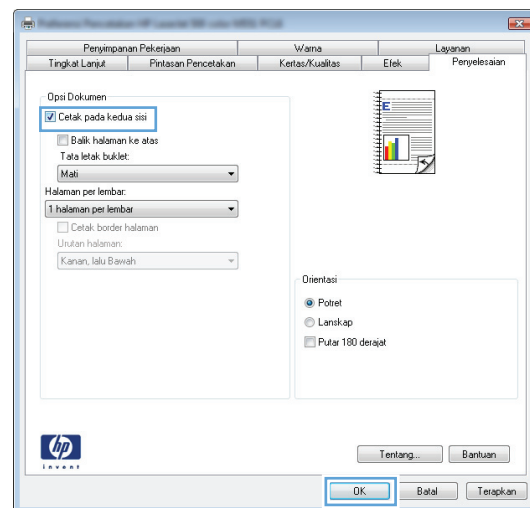 Penyimpanan Pekerjaan Warna Layanan
Tingkat Lanjut Pintasan Pencetakan Kertas/Kualitas Efek Penyelesaian
Opsi Dokumen
Cetak pada kedua sisi
Balik halaman ke atas
Tata letak buklet:
Mati
Halaman per lembar:
1 halaman per lembar
Cetak border halaman
Urutan halaman:
Kanan, lalu Bawah
E
Orientasi
Potret
Lanskap
Putar 180 derajat
hp
invent
Tentang... Bantuan
OK Batal Terapkan